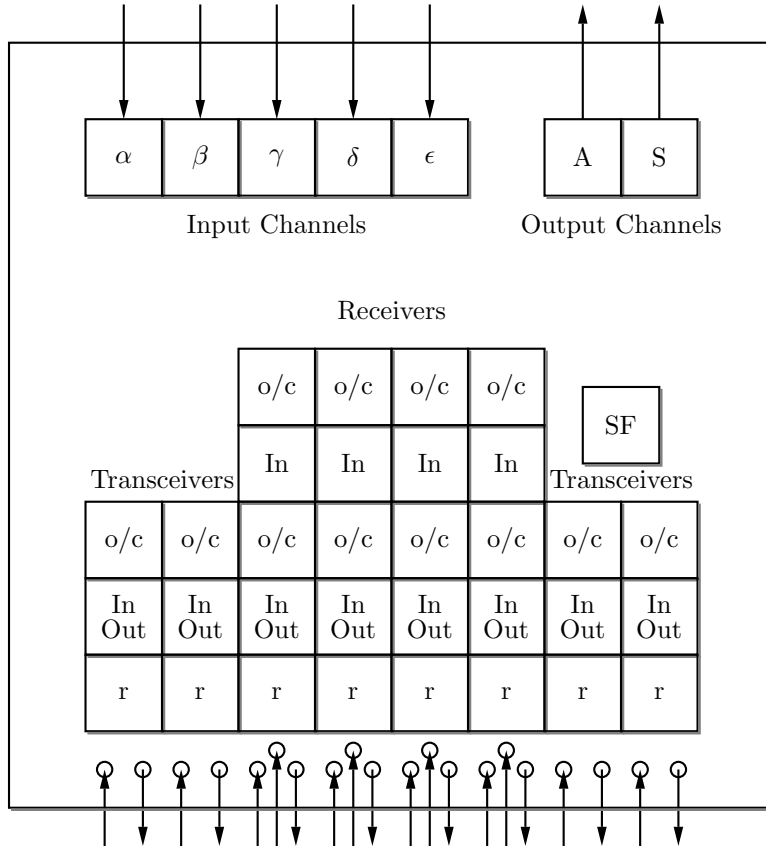 α β γ δ ϵ A S
Input Channels Output Channels
Receivers
o/c o/c o/c o/c
SF
In In In In
Transceivers Transceivers
o/c o/c o/c o/c o/c o/c o/c o/c
In In In In In In In In
Out Out Out Out Out Out Out Out
r r r r r r r r